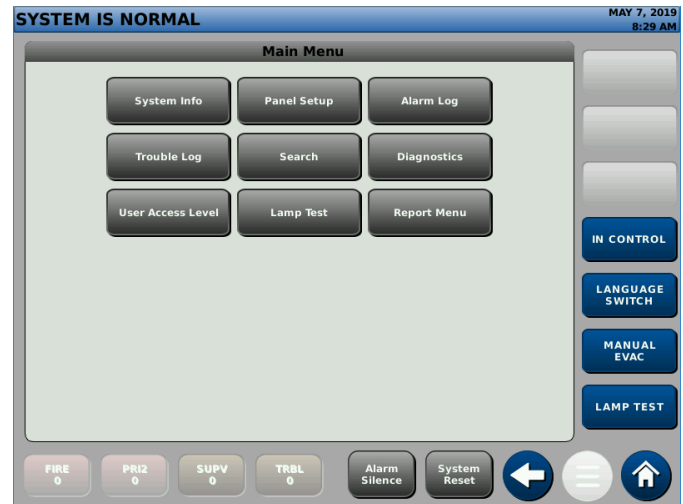 SYSTEM IS NORMAL
MAY 7, 2019
8:29 AM
Main Menu
System Info
Panel Setup
Alarm Log
Trouble Log
Search
Diagnostics
User Access Level
Lamp Test
Report Menu
IN CONTROL
LANGUAGE
SWITCH
MANUAL
EVAC
LAMP TEST
FIRE
0
PRI2
0
SUPV
0
TRBL
0
Alarm
Silence
System
Reset